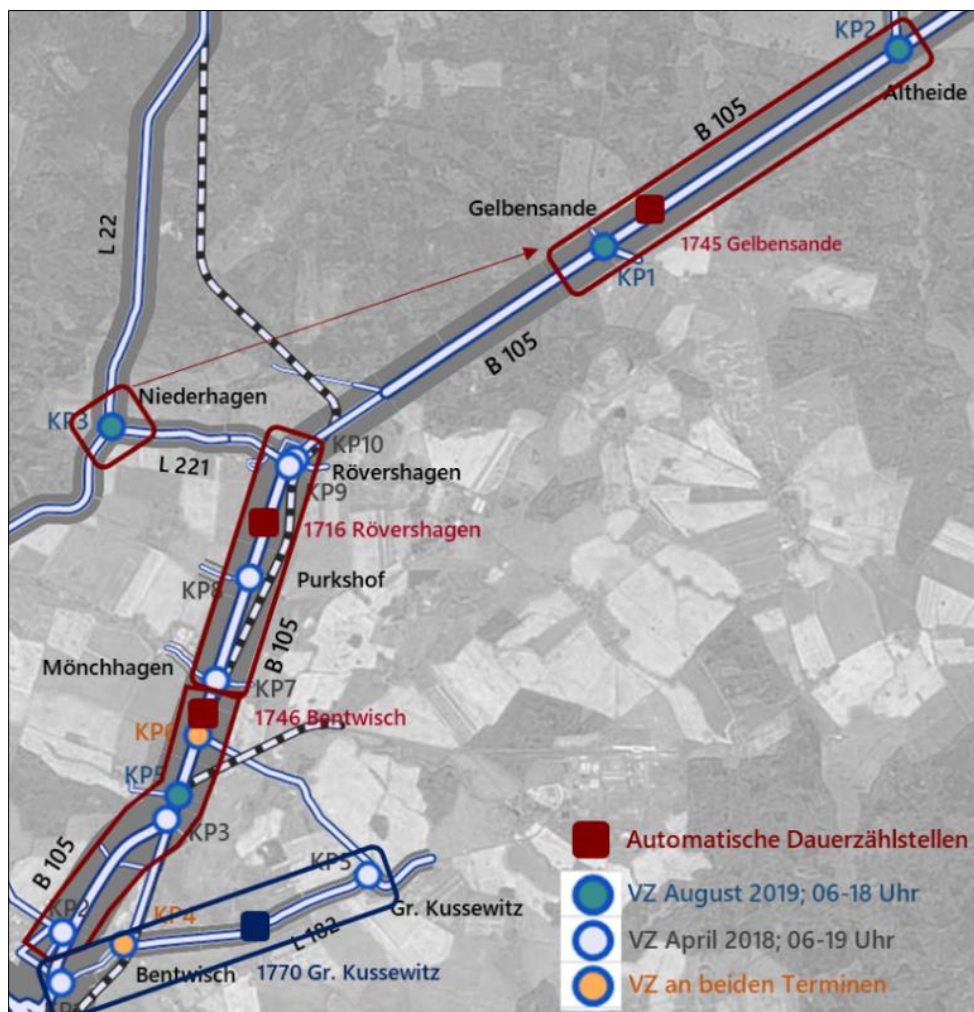 KP2
Altheide
B 105
Gelbensande
1745 Gelbensande
KP1
L 22
B 105
Niederhagen
KP3
L 221
KP10
Rövershagen
KP9
1716 Rövershagen
KP8
Purkshof
B 105
Mönchhagen
KP7
1746 Bentwisch
KP6
KP5
KP3
B 105
KP5
KP2
KP4
Gr. Kussewitz
L 182
Bentwisch
1770 Gr. Kussewitz
Automatische Dauerzählstellen
VZ August 2019; 06-18 Uhr
VZ April 2018; 06-19 Uhr
VZ an beiden Terminen